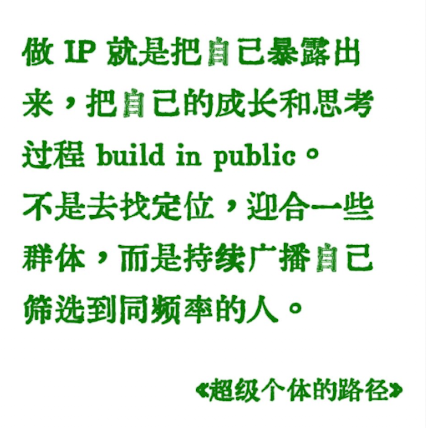 做 IP 就是把自己暴露出
来，把自己的成长和思考
过程 build in public。
不是去找定位，迎合一些
群体，而是持续广播自己
筛选到同频率的人。
《超级个体的路径》